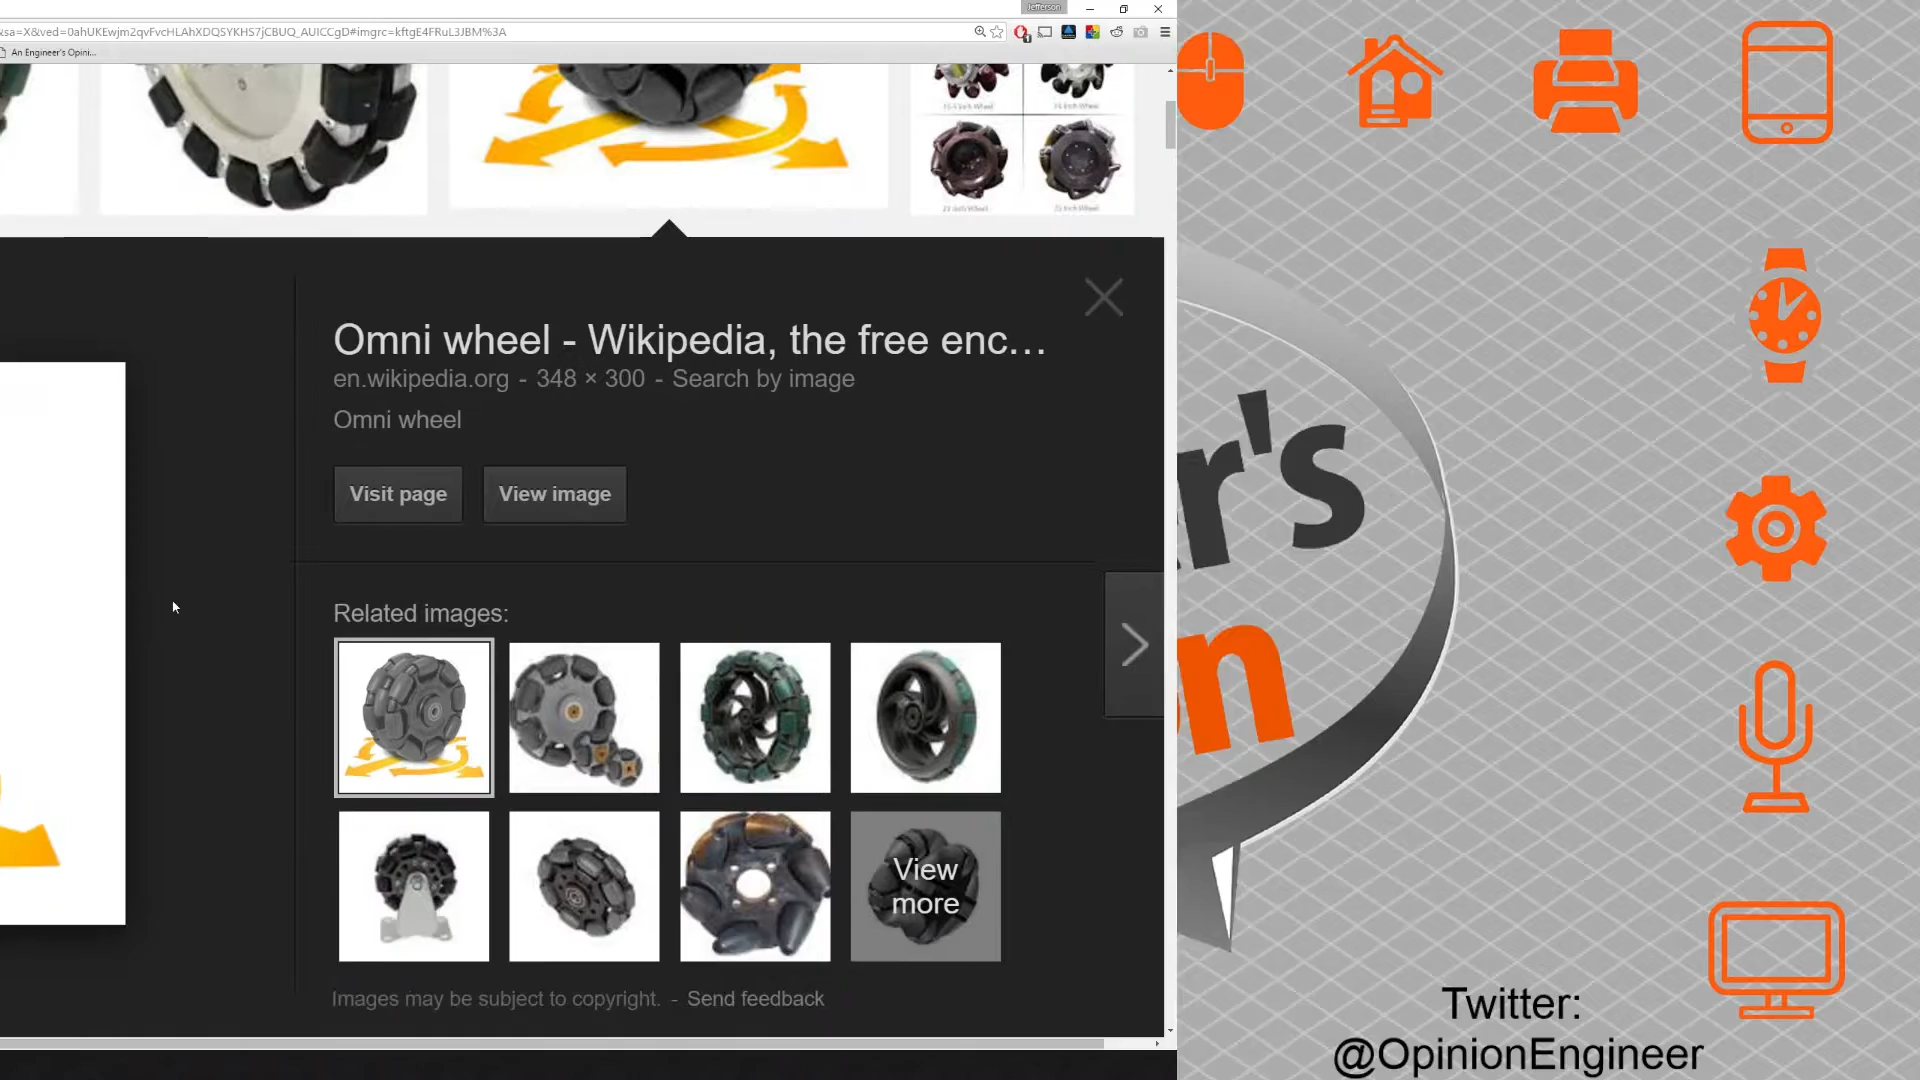 Jefferson
&sa=X&ved=0ahUKEwjm2qvFvcHLAhXDQSYKHS7jCBUQ_AUICCgD#imgrc=kftgE4FRuL3JBM%3A
An Engineer's Opini...
Omni wheel - Wikipedia, the free enc...
en.wikipedia.org - 348 × 300 - Search by image
Omni wheel
Visit page
View image
Related images:
View more
Images may be subject to copyright. - Send feedback
r's
n
Twitter:
@OpinionEngineer